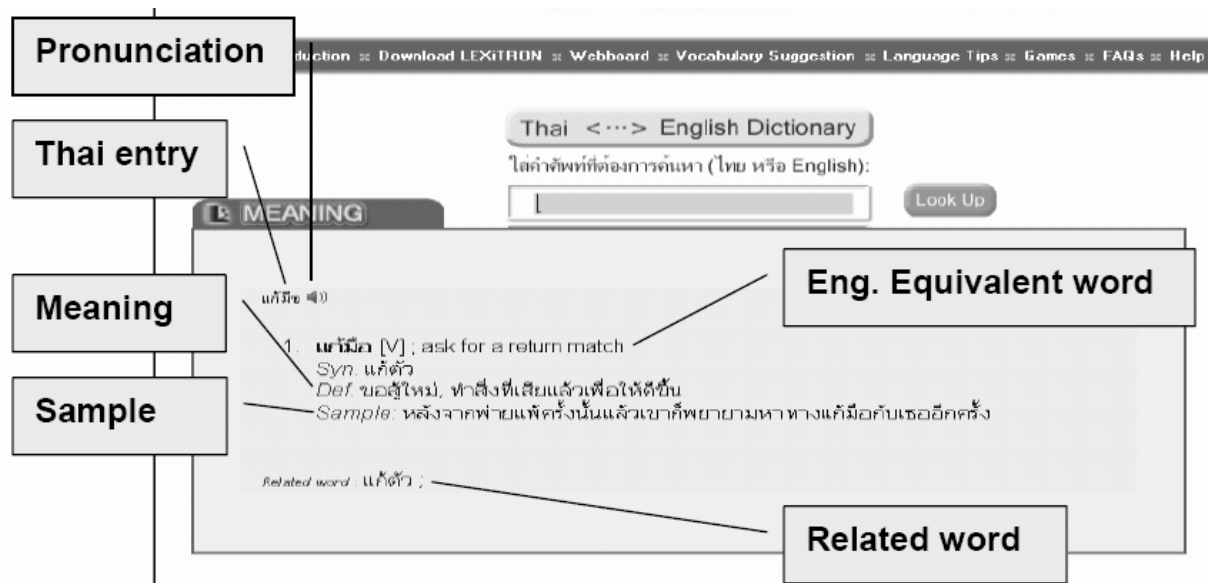 Pronunciation
duction :: Download LEXiTRON :: Webboard :: Vocabulary Suggestion :: Language Tips :: Games :: FAQs :: Help
Thai entry
Thai <···> English Dictionary
ใส่คำศัพท์ที่ต้องการค้นหา (ไทย หรือ English):
Look Up
MEANING
Eng. Equivalent word
Meaning
แก้มือ
1. แก้มือ [V] ; ask for a return match
Syn. แก้ตัว
Def. ขอสู้ใหม่, ทำสิ่งที่เสียแล้วเพื่อให้ดีขึ้น
Sample
Sample: หลังจากพ่ายแพ้ครั้งนั้นแล้วเขาก็พยายามหาทางแก้มือกับเธออีกครั้ง
Related word : แก้ตัว ;
Related word